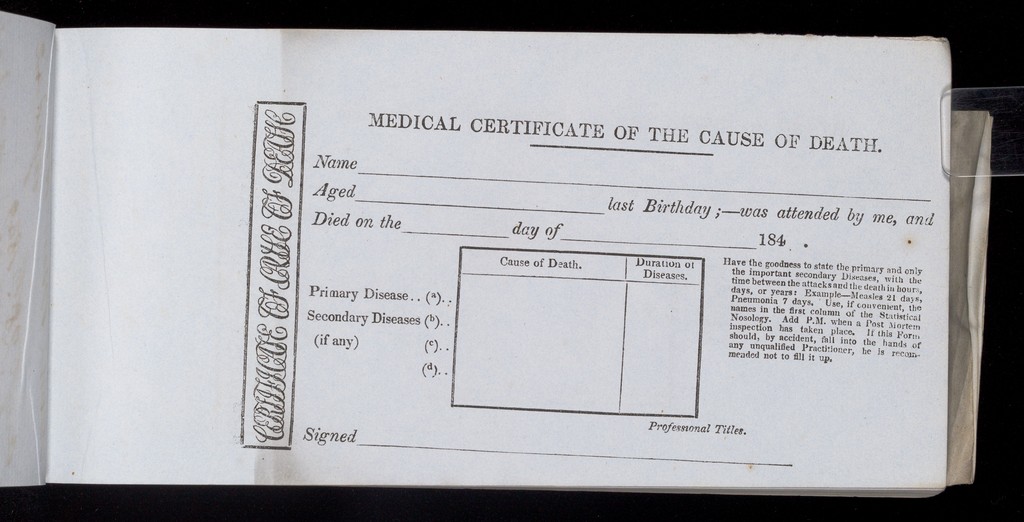 CERTIFICATE OF THE CAUSE OF DEATH
MEDICAL CERTIFICATE OF THE CAUSE OF DEATH.
Name
Aged last Birthday;—was attended by me, and
Died on the day of 184 .
Cause of Death. Duration of Diseases.
Primary Disease.. (a)..
Secondary Diseases (b)..
(if any) (c)..
(d)..
Have the goodness to state the primary and only
the important secondary Diseases, with the
time between the attacks and the death in hours,
days, or years: Example—Measles 21 days,
Pneumonia 7 days. Use, if convenient, the
names in the first column of the Statistical
Nosology. Add P.M. when a Post Mortem
inspection has taken place. If this Form
should, by accident, fall into the hands of
any unqualified Practitioner, he is recom-
mended not to fill it up.
Professional Titles.
Signed